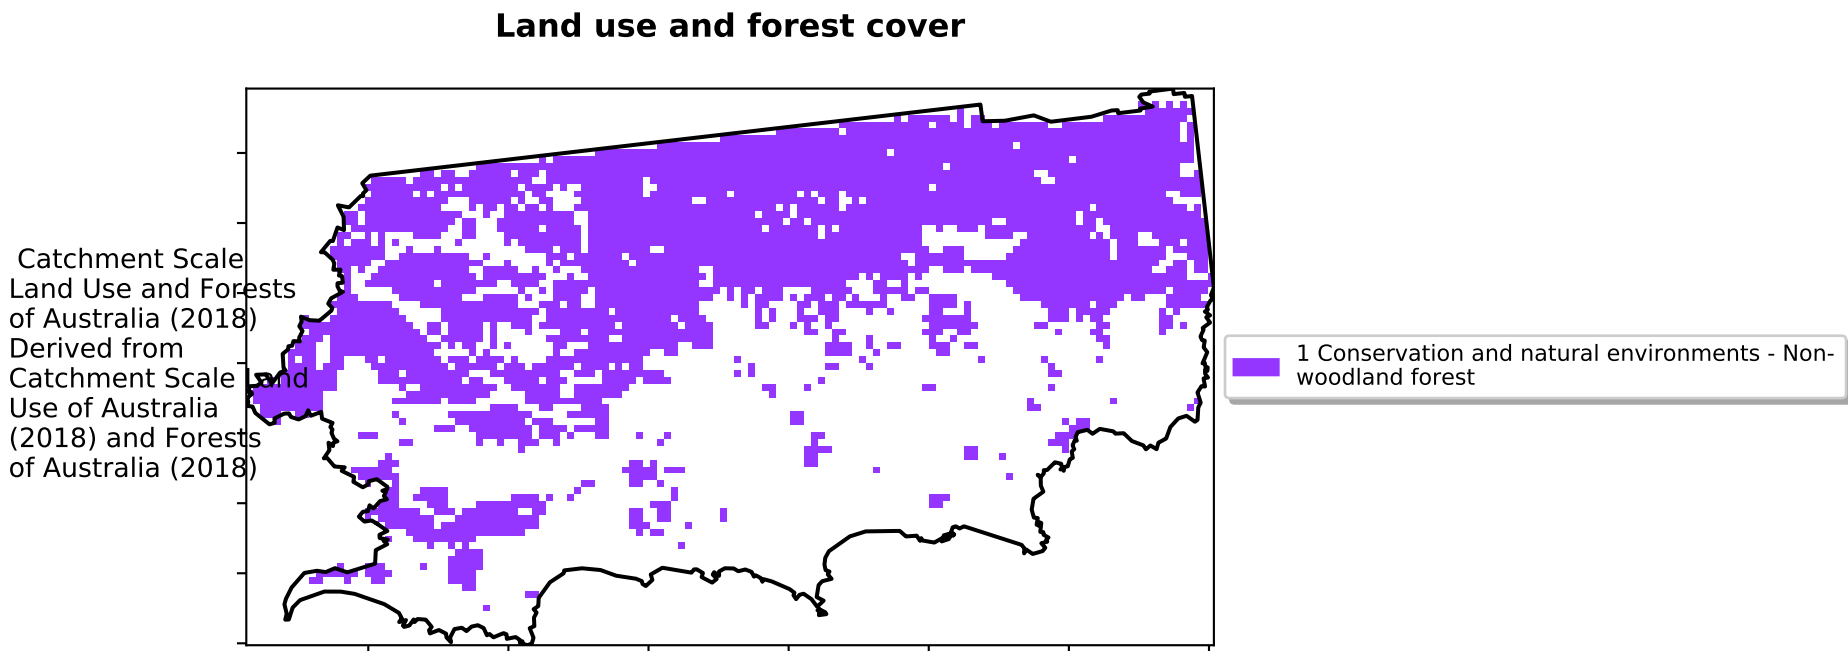 Land use and forest cover
Catchment Scale
Land Use and Forests
of Australia (2018)
Derived from
Catchment Scale Land
Use of Australia
(2018) and Forests
of Australia (2018)
1 Conservation and natural environments - Non-
woodland forest